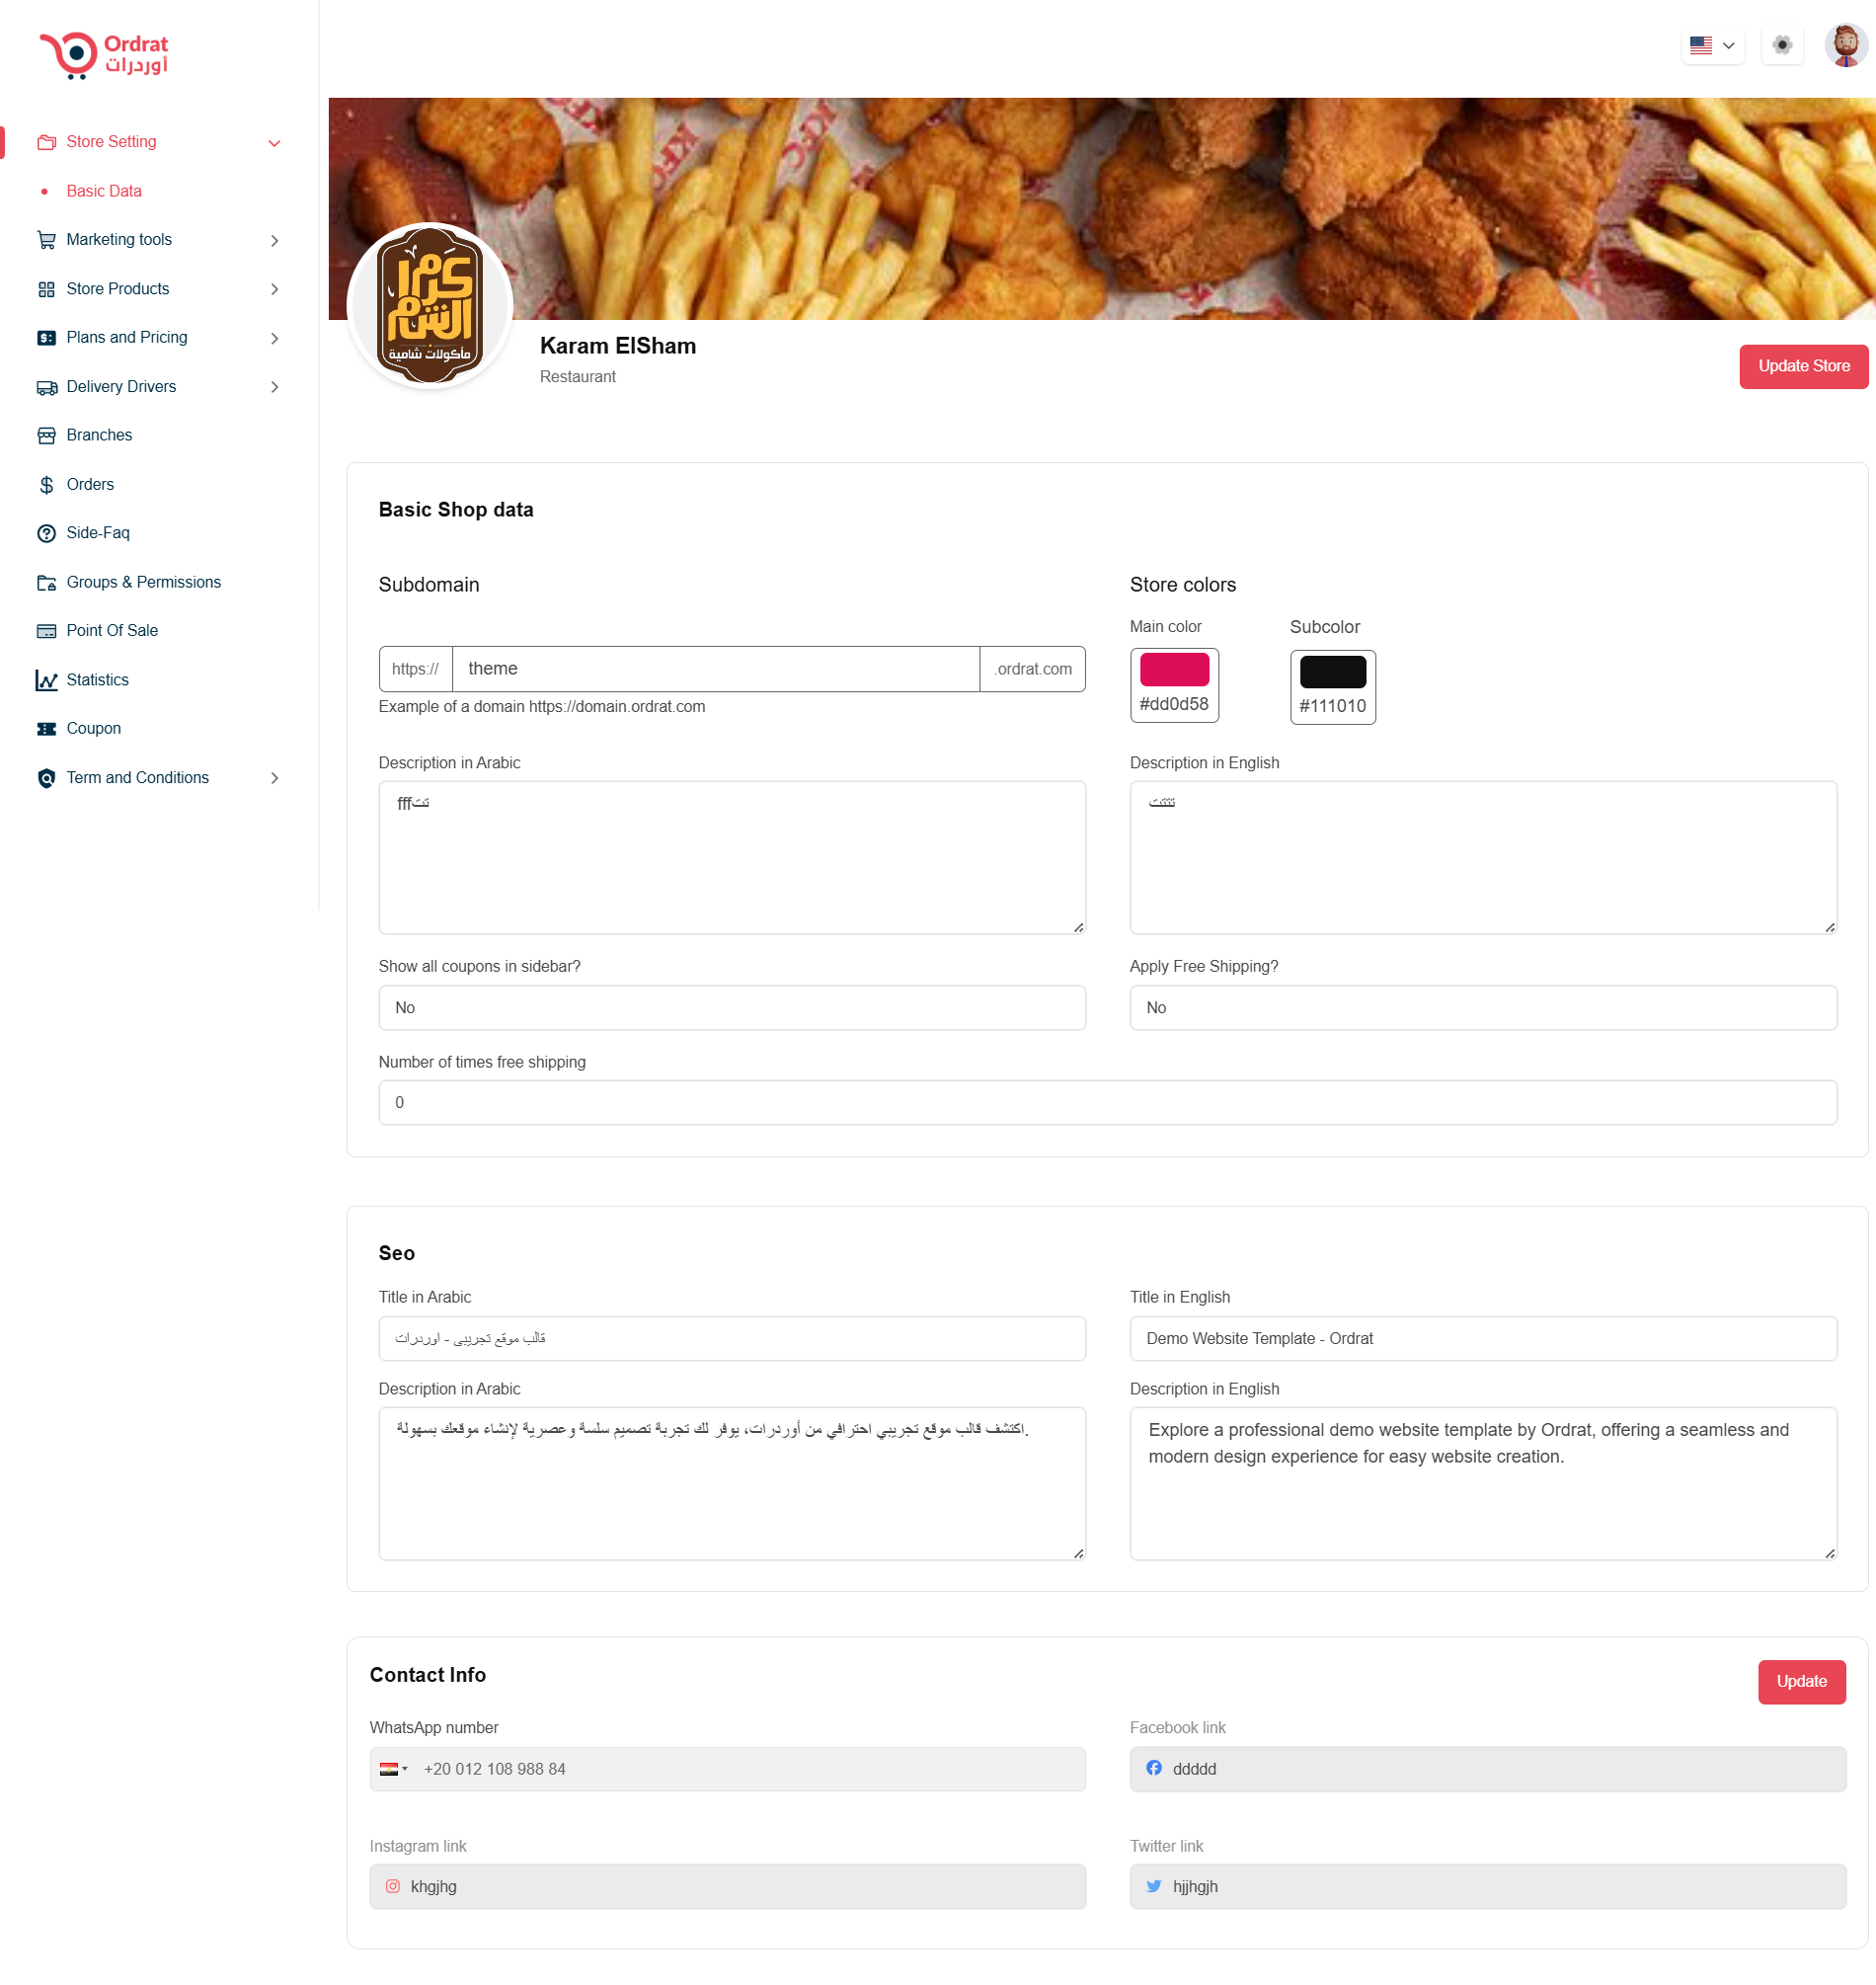 Ordrat
أوردرات
Store Setting
Basic Data
Marketing tools
Store Products
Plans and Pricing
Delivery Drivers
Branches
Orders
Side-Faq
Groups & Permissions
Point Of Sale
Statistics
Coupon
Term and Conditions
كرم
الشام
مأكولات شامية
Karam ElSham
Restaurant
Update Store
Basic Shop data
Subdomain
https:// theme .ordrat.com
Example of a domain https://domain.ordrat.com
Store colors
Main color Subcolor
#dd0d58 #111010
Description in Arabic
fffتت
Description in English
تتتت
Show all coupons in sidebar?
No
Apply Free Shipping?
No
Number of times free shipping
0
Seo
Title in Arabic
قالب موقع تجريبى - اوردرات
Title in English
Demo Website Template - Ordrat
Description in Arabic
اكتشف قالب موقع تجريبي احترافي من أوردرات، يوفر لك تجربة تصميم سلسة وعصرية لإنشاء موقعك بسهولة.
Description in English
Explore a professional demo website template by Ordrat, offering a seamless and
modern design experience for easy website creation.
Contact Info
Update
WhatsApp number
+20 012 108 988 84
Facebook link
ddddd
Instagram link
khgjhg
Twitter link
hjjhgjh